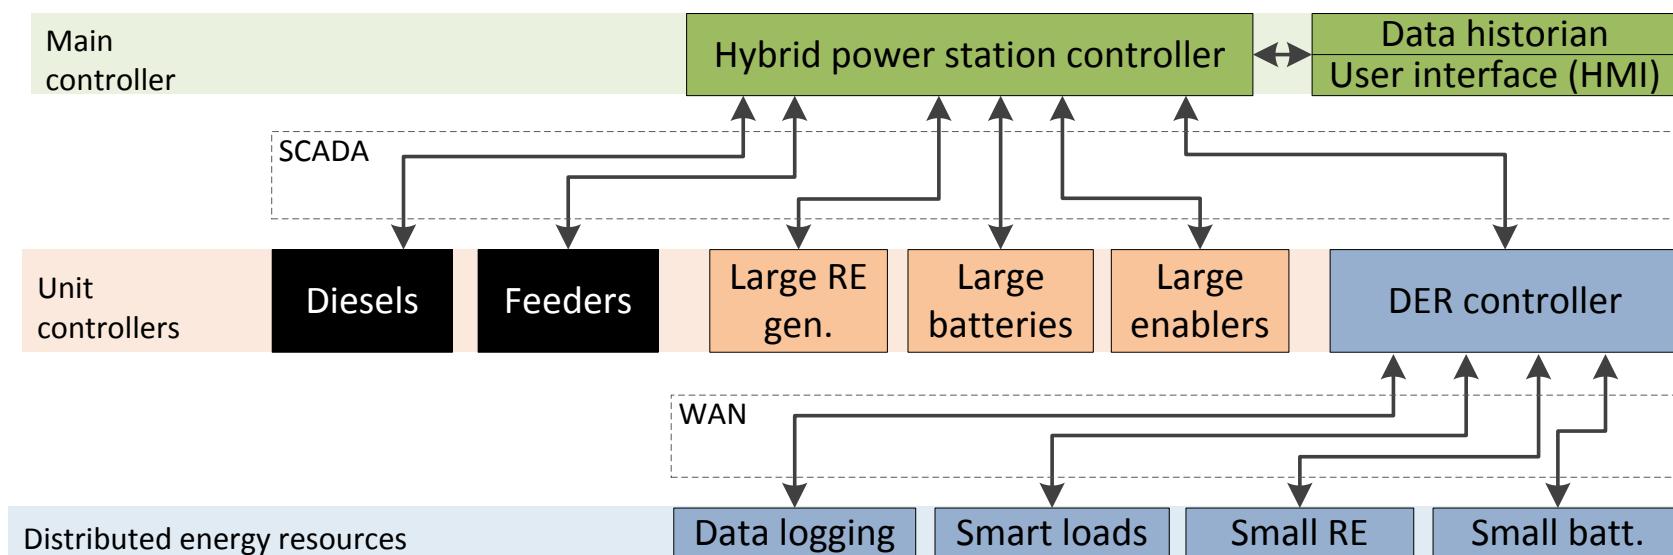 Main
controller
Hybrid power station controller
Data historian
User interface (HMI)
SCADA
Unit
controllers
Diesels
Feeders
Large RE
gen.
Large
batteries
Large
enablers
DER controller
WAN
Distributed energy resources
Data logging
Smart loads
Small RE
Small batt.